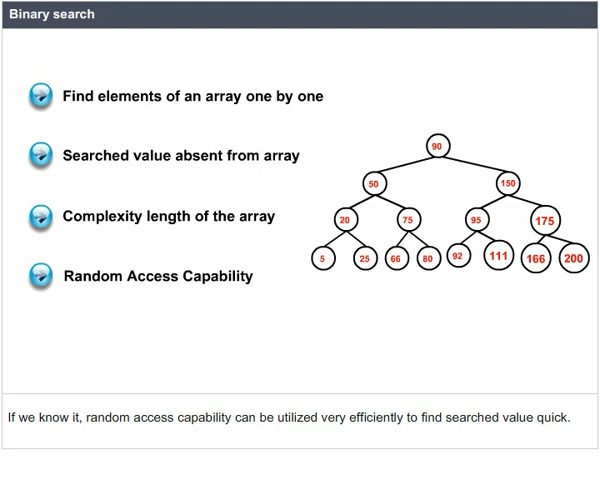 Binary search
Find elements of an array one by one
Searched value absent from array
Complexity length of the array
Random Access Capability
90
50
150
20
75
95
175
5
25
66
80
92
111
166
200
If we know it, random access capability can be utilized very efficiently to find searched value quick.